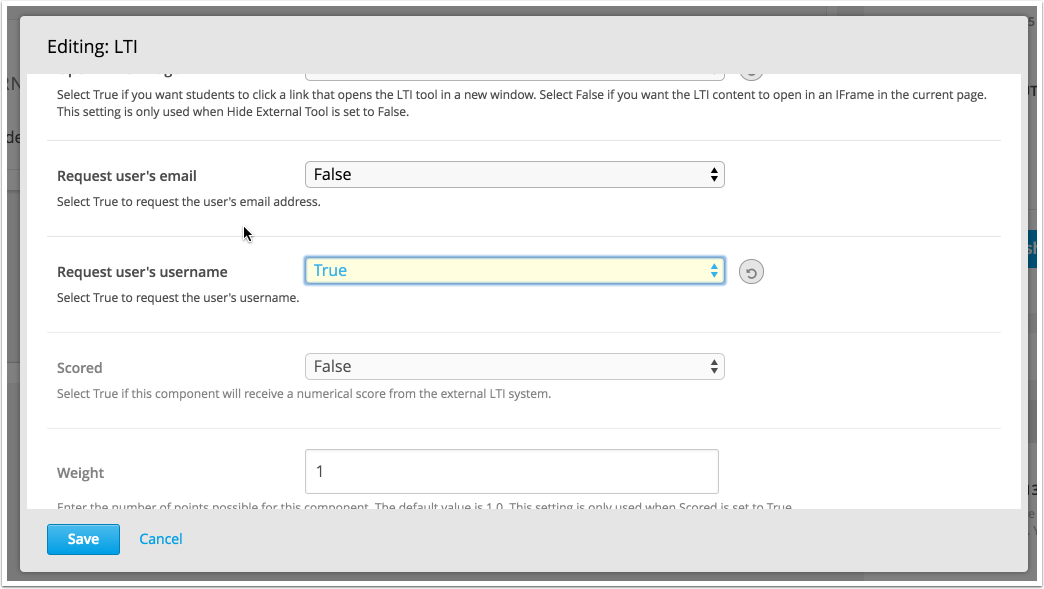 Editing: LTI
Select True if you want students to click a link that opens the LTI tool in a new window. Select False if you want the LTI content to open in an IFrame in the current page.
This setting is only used when Hide External Tool is set to False.
Request user's email
False
Select True to request the user's email address.
Request user's username
True
Select True to request the user's username.
Scored
False
Select True if this component will receive a numerical score from the external LTI system.
Weight
1
Enter the number of points possible for this component. The default value is 1.0. This setting is only used when Scored is set to True.
Save
Cancel